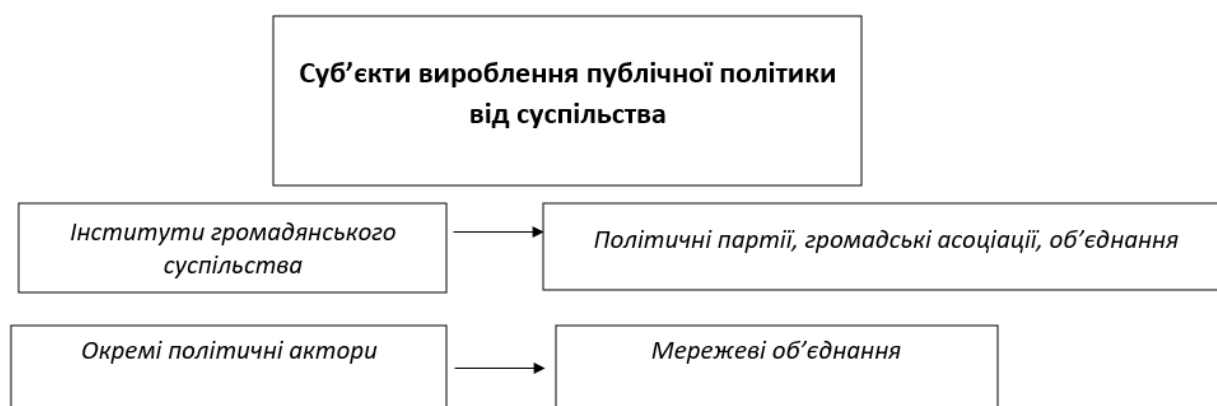 Суб’єкти вироблення публічної політики
від суспільства
Інститути громадянського
суспільства
Політичні партії, громадські асоціації, об’єднання
Окремі політичні актори
Мережеві об’єднання